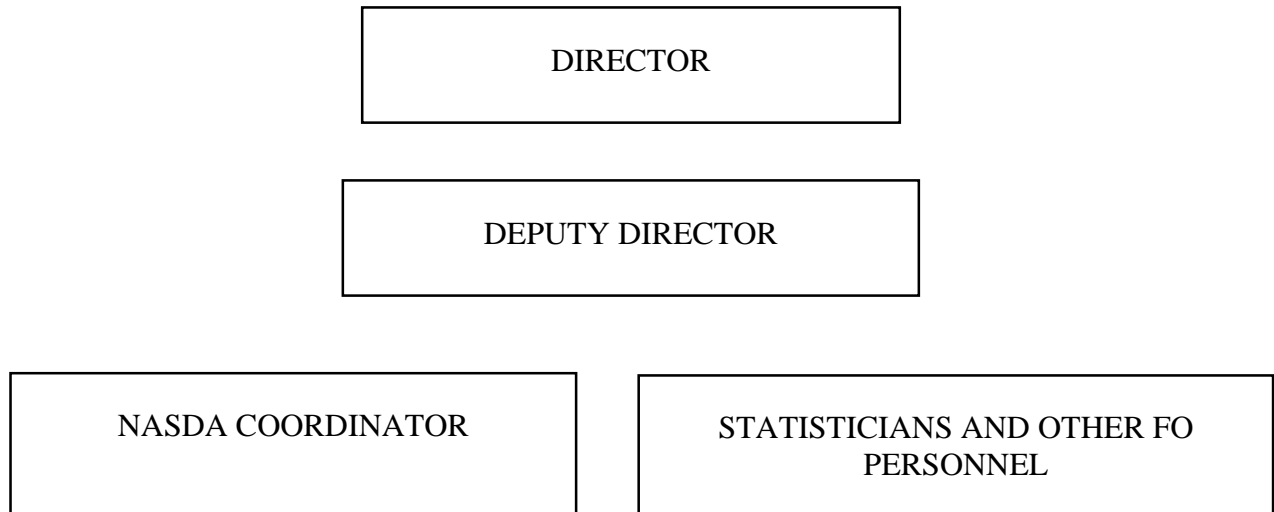 DIRECTOR
DEPUTY DIRECTOR
NASDA COORDINATOR
STATISTICIANS AND OTHER FO
PERSONNEL